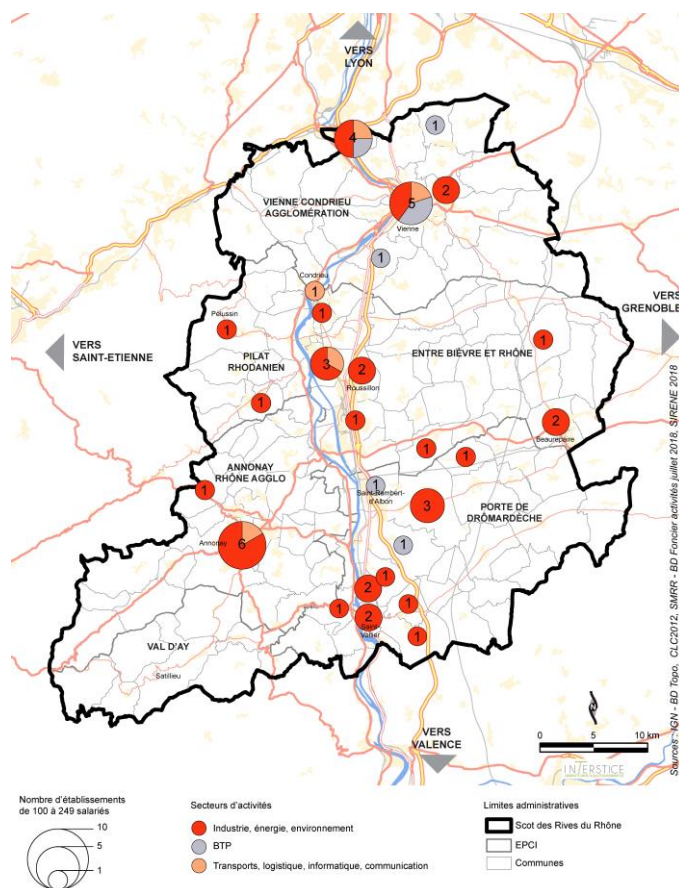 VERS
LYON
1
4
VIENNE CONDRIEU
AGGLOMÉRATION
2
5
Vienne
1
Condrieu
1
1
VERS
GRENOBLE
Pélussin
1
VERS
SAINT-ETIENNE
1
ENTRE BIÈVRE ET RHÔNE
PILAT
RHODANIEN
3
2
Roussillon
1
1
2
Beaurepaire
1
1
ANNONAY
RHÔNE AGGLO
1
1
Saint-Rambert-
d'Albon
3
PORTE DE
DRÔMARDÈCHE
Annonay
6
1
1
2
1
1
2
Saint-
Vallier
1
VAL D'AY
Satillieu
N
VERS
VALENCE
0 5 10 km
INTERSTICE
Sources : IGN - BD Topo, CLC2012, SMRR - BD Foncier activités juillet 2018, SIRENE 2018
Nombre d'établissements
de 100 à 249 salariés
10
5
1
Secteurs d'activités
Industrie, énergie, environnement
BTP
Transports, logistique, informatique, communication
Limites administratives
Scot des Rives du Rhône
EPCI
Communes